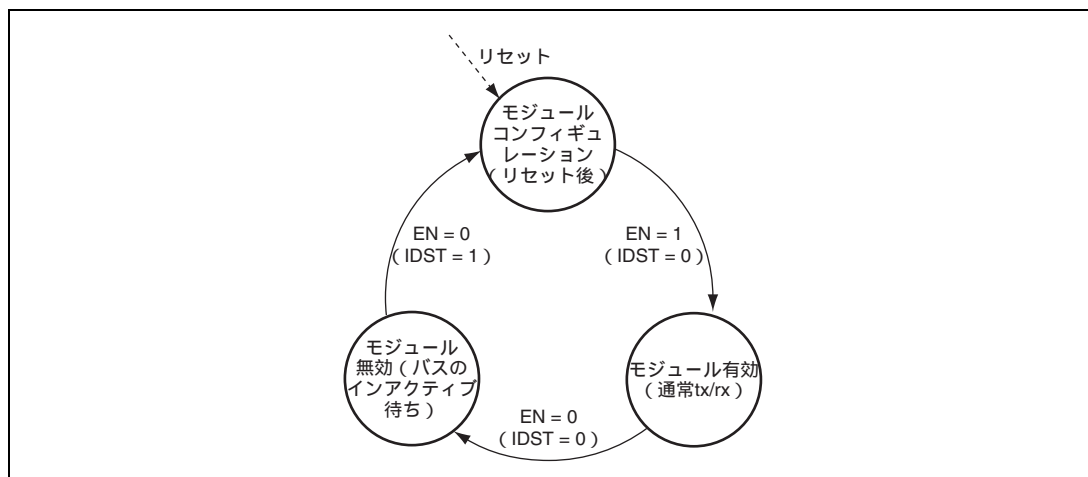 リセット
モジュール
コンフィギュ
レーション
（リセット後）
EN = 0
（IDST = 1）
EN = 1
（IDST = 0）
モジュール
無効（バスの
インアクティブ
待ち）
モジュール有効
（通常tx/rx）
EN = 0
（IDST = 0）